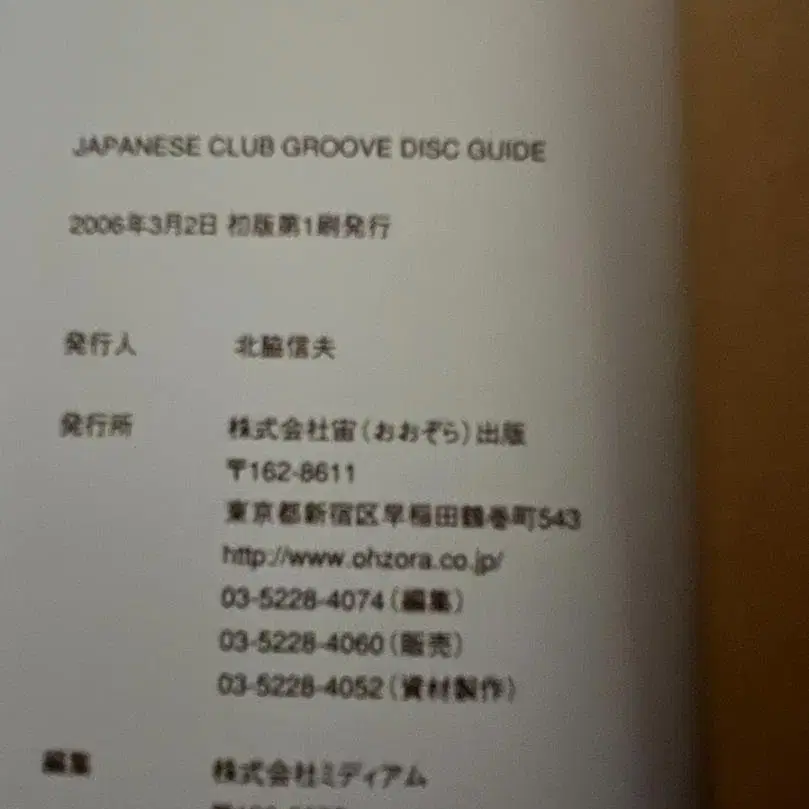 JAPANESE CLUB GROOVE DISC GUIDE
2006年3月2日 初版第1刷発行
発行人 北脇信夫
発行所 株式会社宙（おおぞら）出版
〒162-8611
東京都新宿区早稲田鶴巻町543
http://www.ohzora.co.jp/
03-5228-4074（編集）
03-5228-4060（販売）
03-5228-4052（資材製作）
編集 株式会社ミディアム